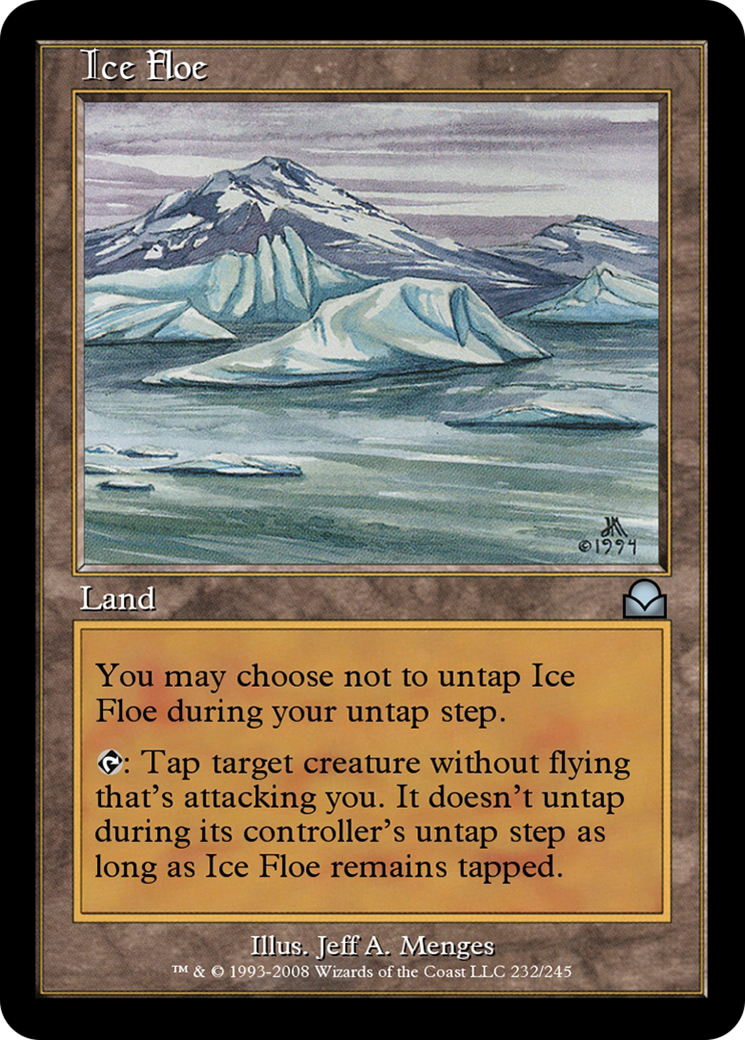 Ice Floe
©1994
Land
You may choose not to untap Ice
Floe during your untap step.
: Tap target creature without flying
that's attacking you. It doesn't untap
during its controller's untap step as
long as Ice Floe remains tapped.
Illus. Jeff A. Menges
™ & © 1993-2008 Wizards of the Coast LLC 232/245